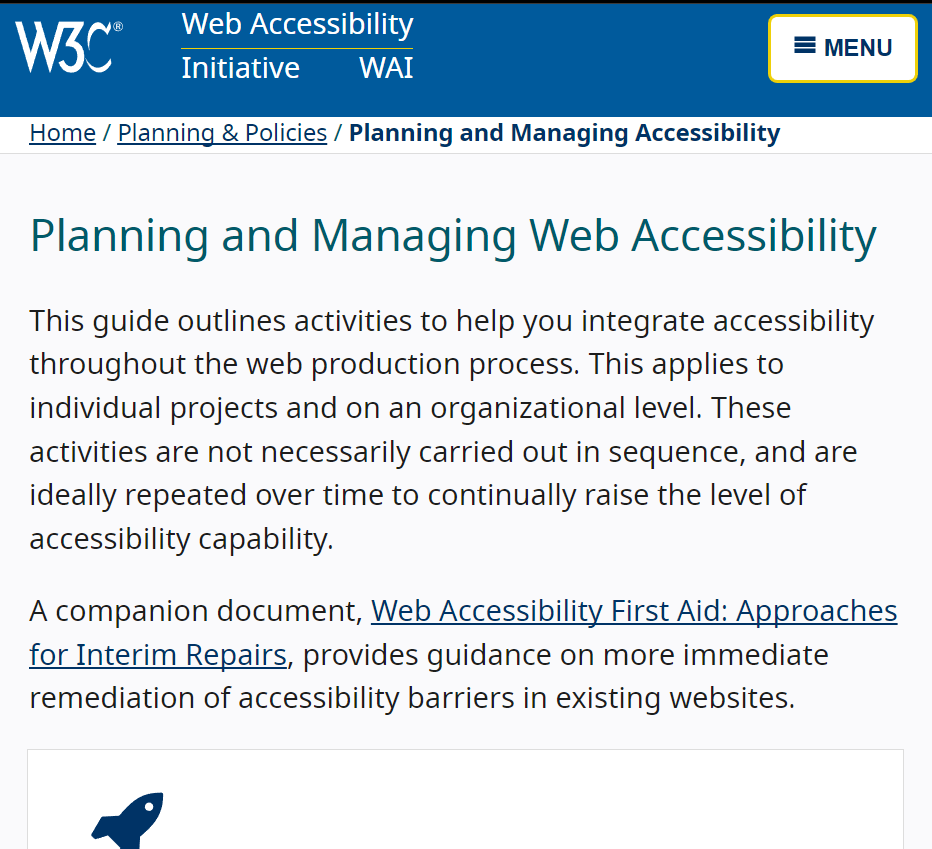 W3C®
Web Accessibility
Initiative WAI
MENU
Home / Planning & Policies / Planning and Managing Accessibility
Planning and Managing Web Accessibility
This guide outlines activities to help you integrate accessibility
throughout the web production process. This applies to
individual projects and on an organizational level. These
activities are not necessarily carried out in sequence, and are
ideally repeated over time to continually raise the level of
accessibility capability.
A companion document, Web Accessibility First Aid: Approaches
for Interim Repairs, provides guidance on more immediate
remediation of accessibility barriers in existing websites.